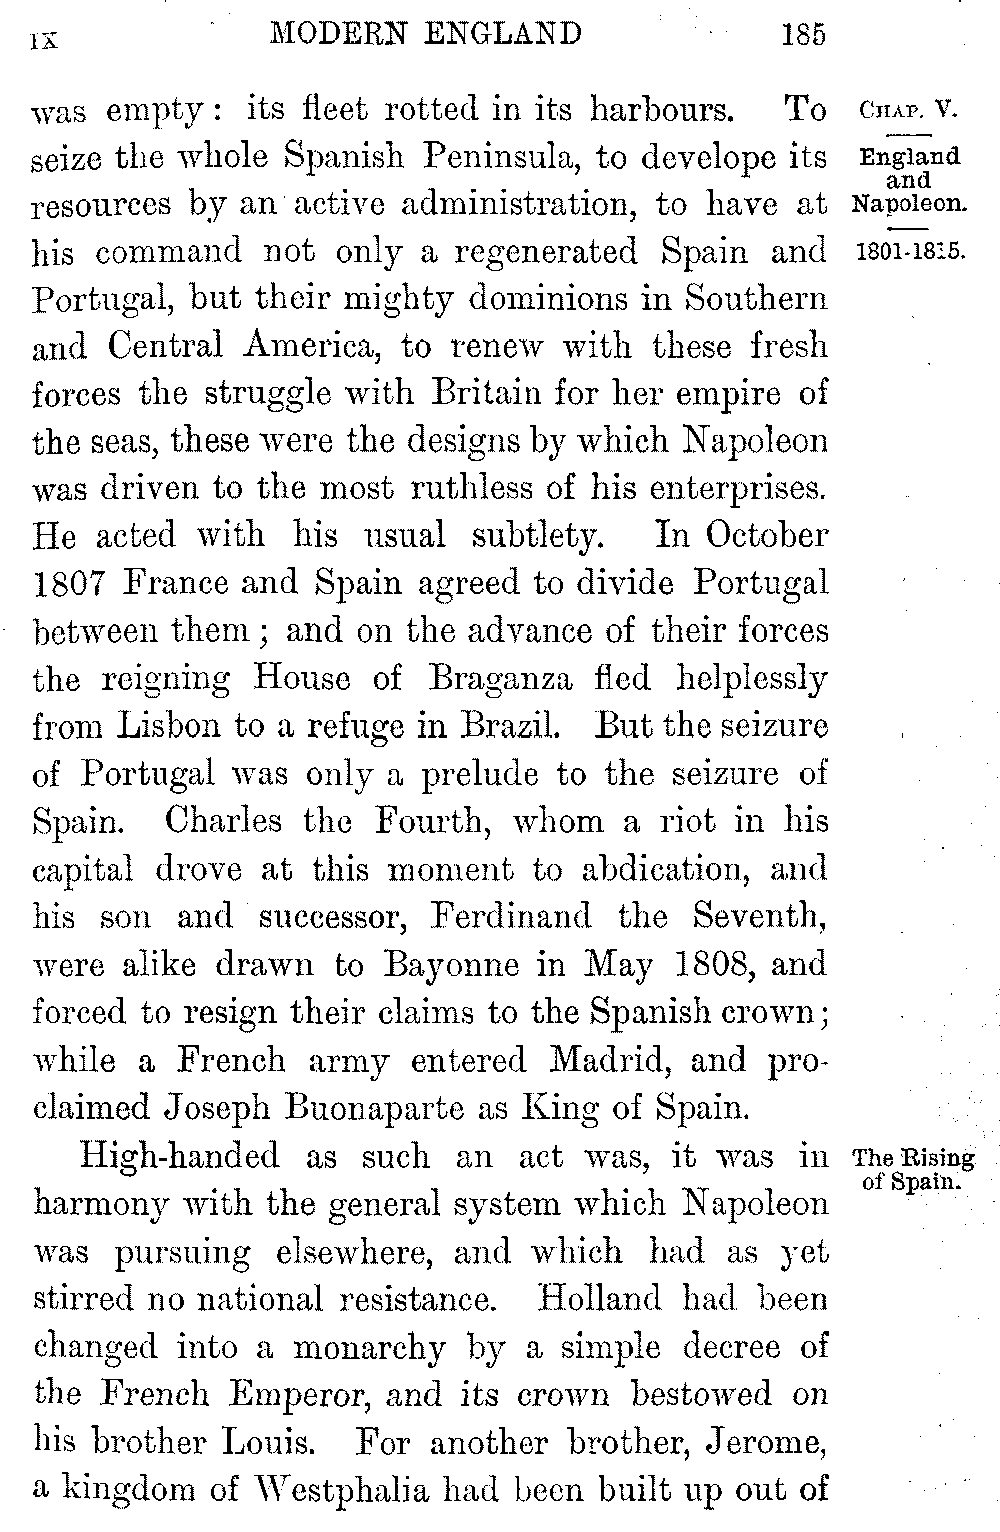 IX MODERN ENGLAND 185
was empty: its fleet rotted in its harbours. To
seize the whole Spanish Peninsula, to develope its
resources by an active administration, to have at
his command not only a regenerated Spain and
Portugal, but their mighty dominions in Southern
and Central America, to renew with these fresh
forces the struggle with Britain for her empire of
the seas, these were the designs by which Napoleon
was driven to the most ruthless of his enterprises.
He acted with his usual subtlety. In October
1807 France and Spain agreed to divide Portugal
between them; and on the advance of their forces
the reigning House of Braganza fled helplessly
from Lisbon to a refuge in Brazil. But the seizure
of Portugal was only a prelude to the seizure of
Spain. Charles the Fourth, whom a riot in his
capital drove at this moment to abdication, and
his son and successor, Ferdinand the Seventh,
were alike drawn to Bayonne in May 1808, and
forced to resign their claims to the Spanish crown;
while a French army entered Madrid, and pro-
claimed Joseph Buonaparte as King of Spain.
High-handed as such an act was, it was in
harmony with the general system which Napoleon
was pursuing elsewhere, and which had as yet
stirred no national resistance. Holland had been
changed into a monarchy by a simple decree of
the French Emperor, and its crown bestowed on
his brother Louis. For another brother, Jerome,
a kingdom of Westphalia had been built up out of
CHAP. V.
England
and
Napoleon.
1801-1815.
The Rising
of Spain.